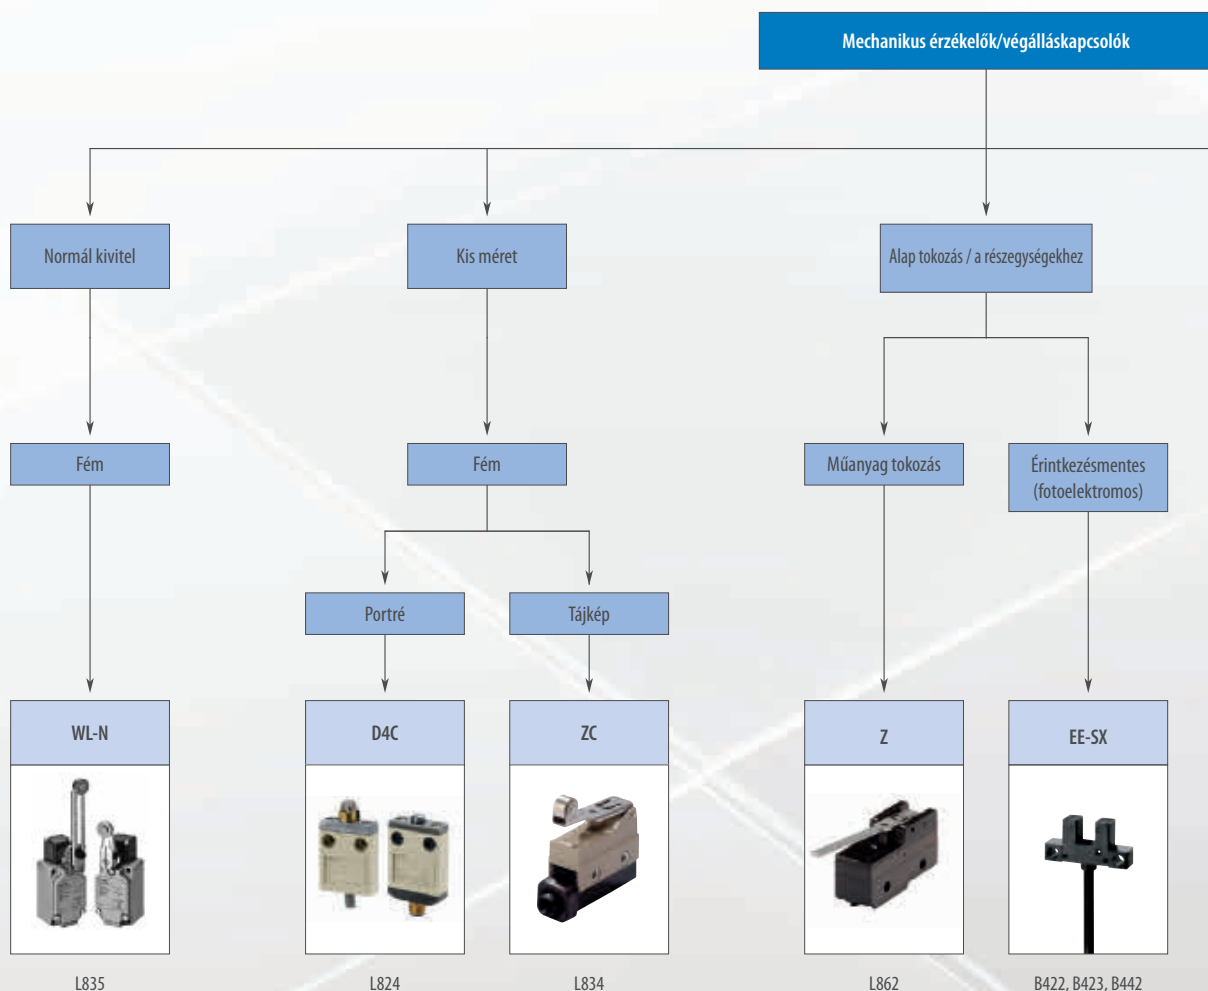 Mechanikus érzékelők/végálláskapcsolók
Normál kivitel
Kis méret
Alap tokozás / a részegységekhez
Fém
Fém
Műanyag tokozás
Érintkezésmentes
(fotoelektromos)
Portré
Tájkép
WL-N
D4C
ZC
Z
EE-SX
L835
L824
L834
L862
B422, B423, B442